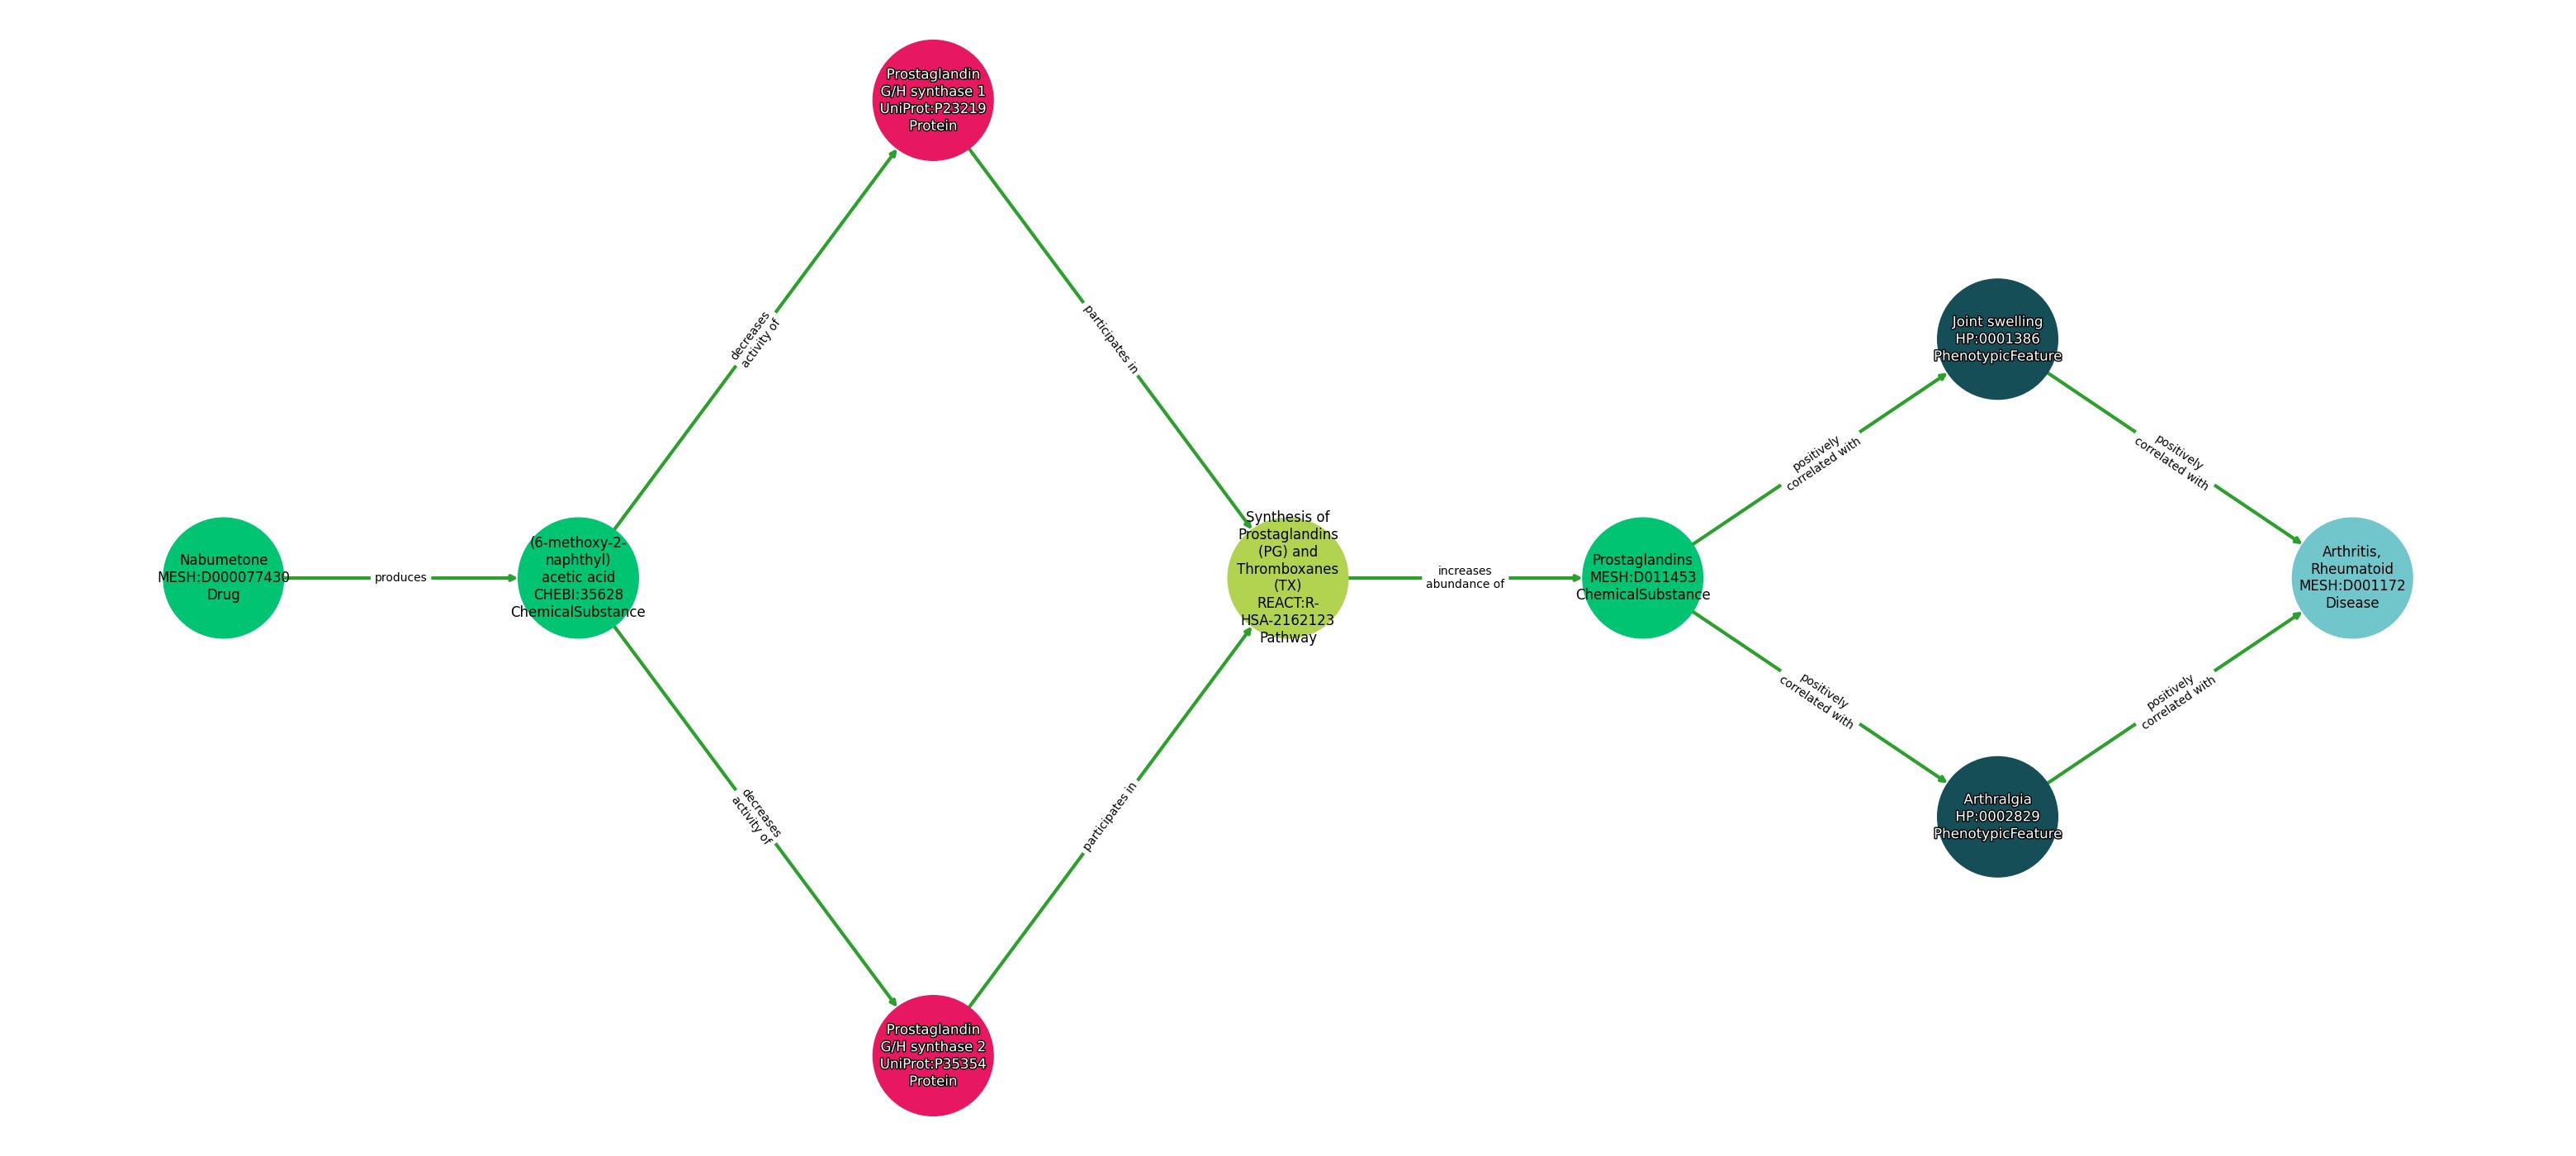 Nabumetone
MESH:D000077430
Drug
produces
(6-methoxy-2-
naphthyl)
acetic acid
CHEBI:35628
ChemicalSubstance
decreases
activity of
decreases
activity of
Prostaglandin
G/H synthase 1
UniProt:P23219
Protein
Prostaglandin
G/H synthase 2
UniProt:P35354
Protein
participates in
participates in
Synthesis of
Prostaglandins
(PG) and
Thromboxanes
(TX)
REACT:R-
HSA-2162123
Pathway
increases
abundance of
Prostaglandins
MESH:D011453
ChemicalSubstance
positively
correlated with
positively
correlated with
Joint swelling
HP:0001386
PhenotypicFeature
Arthralgia
HP:0002829
PhenotypicFeature
positively
correlated with
positively
correlated with
Arthritis,
Rheumatoid
MESH:D001172
Disease